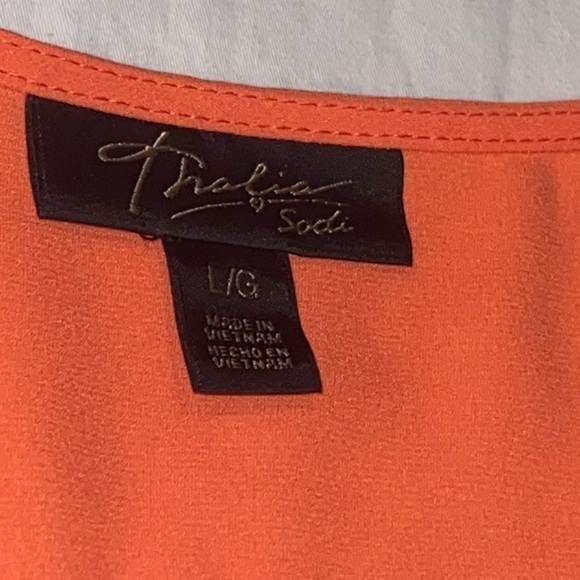 Thalia
Sodi
L/G
MADE IN
VIETNAM
HECHO EN
VIETNAM